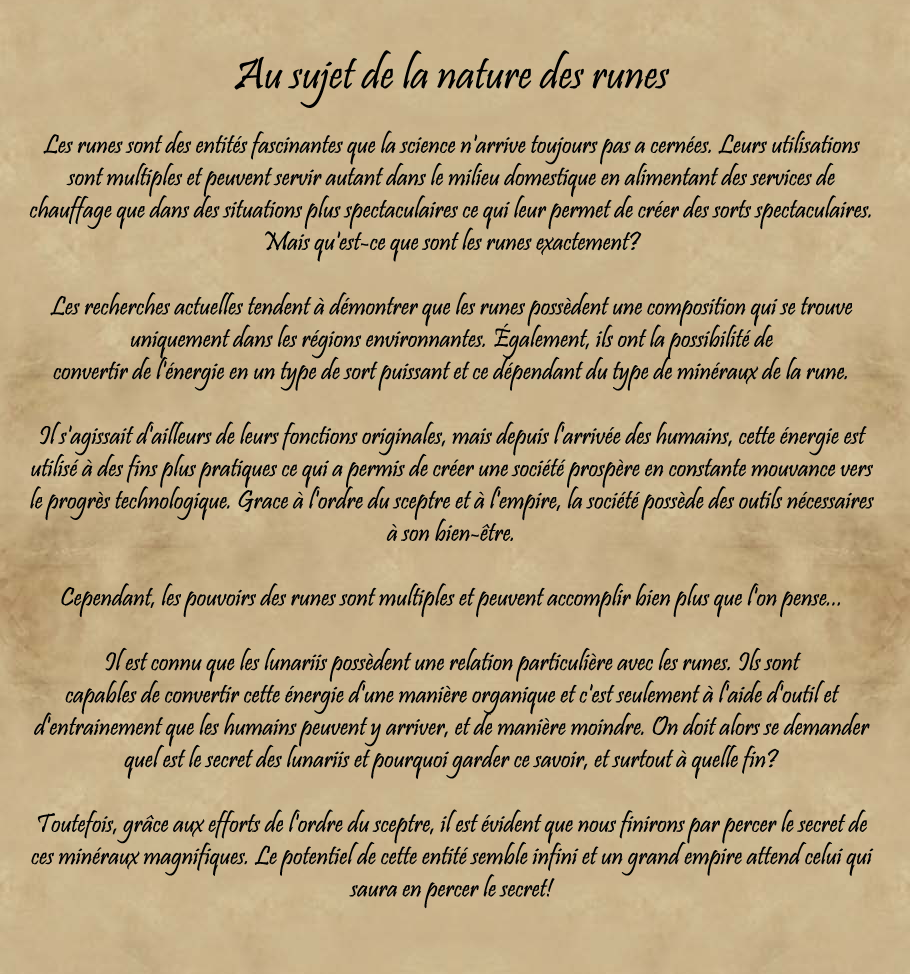 Au sujet de la nature des runes
Les runes sont des entités fascinantes que la science n'arrive toujours pas a cernées. Leurs utilisations
sont multiples et peuvent servir autant dans le milieu domestique en alimentant des services de
chauffage que dans des situations plus spectaculaires ce qui leur permet de créer des sorts spectaculaires.
Mais qu'est-ce que sont les runes exactement?
Les recherches actuelles tendent à démontrer que les runes possèdent une composition qui se trouve
uniquement dans les régions environnantes. Également, ils ont la possibilité de
convertir de l'énergie en un type de sort puissant et ce dépendant du type de minéraux de la rune.
Il s'agissait d'ailleurs de leurs fonctions originales, mais depuis l'arrivée des humains, cette énergie est
utilisé à des fins plus pratiques ce qui a permis de créer une société prospère en constante mouvance vers
le progrès technologique. Grace à l'ordre du sceptre et à l'empire, la société possède des outils nécessaires
à son bien-être.
Cependant, les pouvoirs des runes sont multiples et peuvent accomplir bien plus que l'on pense...
Il est connu que les lunariis possèdent une relation particulière avec les runes. Ils sont
capables de convertir cette énergie d'une manière organique et c'est seulement à l'aide d'outil et
d'entrainement que les humains peuvent y arriver, et de manière moindre. On doit alors se demander
quel est le secret des lunariis et pourquoi garder ce savoir, et surtout à quelle fin?
Toutefois, grâce aux efforts de l'ordre du sceptre, il est évident que nous finirons par percer le secret de
ces minéraux magnifiques. Le potentiel de cette entité semble infini et un grand empire attend celui qui
saura en percer le secret!